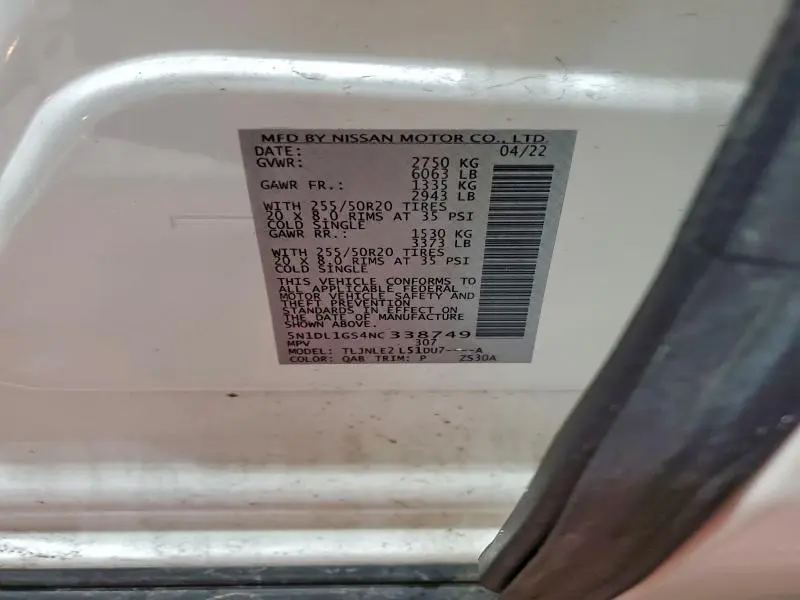 MFD BY NISSAN MOTOR CO., LTD.
DATE: 04/22
GVWR: 2750 KG
6063 LB
GAWR FR.: 1335 KG
2943 LB
WITH 255/50R20 TIRES
20 X 8.0 RIMS AT 35 PSI
COLD SINGLE
GAWR RR.: 1530 KG
3373 LB
WITH 255/50R20 TIRES
20 X 8.0 RIMS AT 35 PSI
COLD SINGLE
THIS VEHICLE CONFORMS TO
ALL APPLICABLE FEDERAL
MOTOR VEHICLE SAFETY AND
THEFT PREVENTION
STANDARDS IN EFFECT ON
THE DATE OF MANUFACTURE
SHOWN ABOVE.
5N1DL1GS4NC338749
MPV 307
MODEL: TLJNLE2 L51DU7----A
COLOR: QAB TRIM: P ZS30A